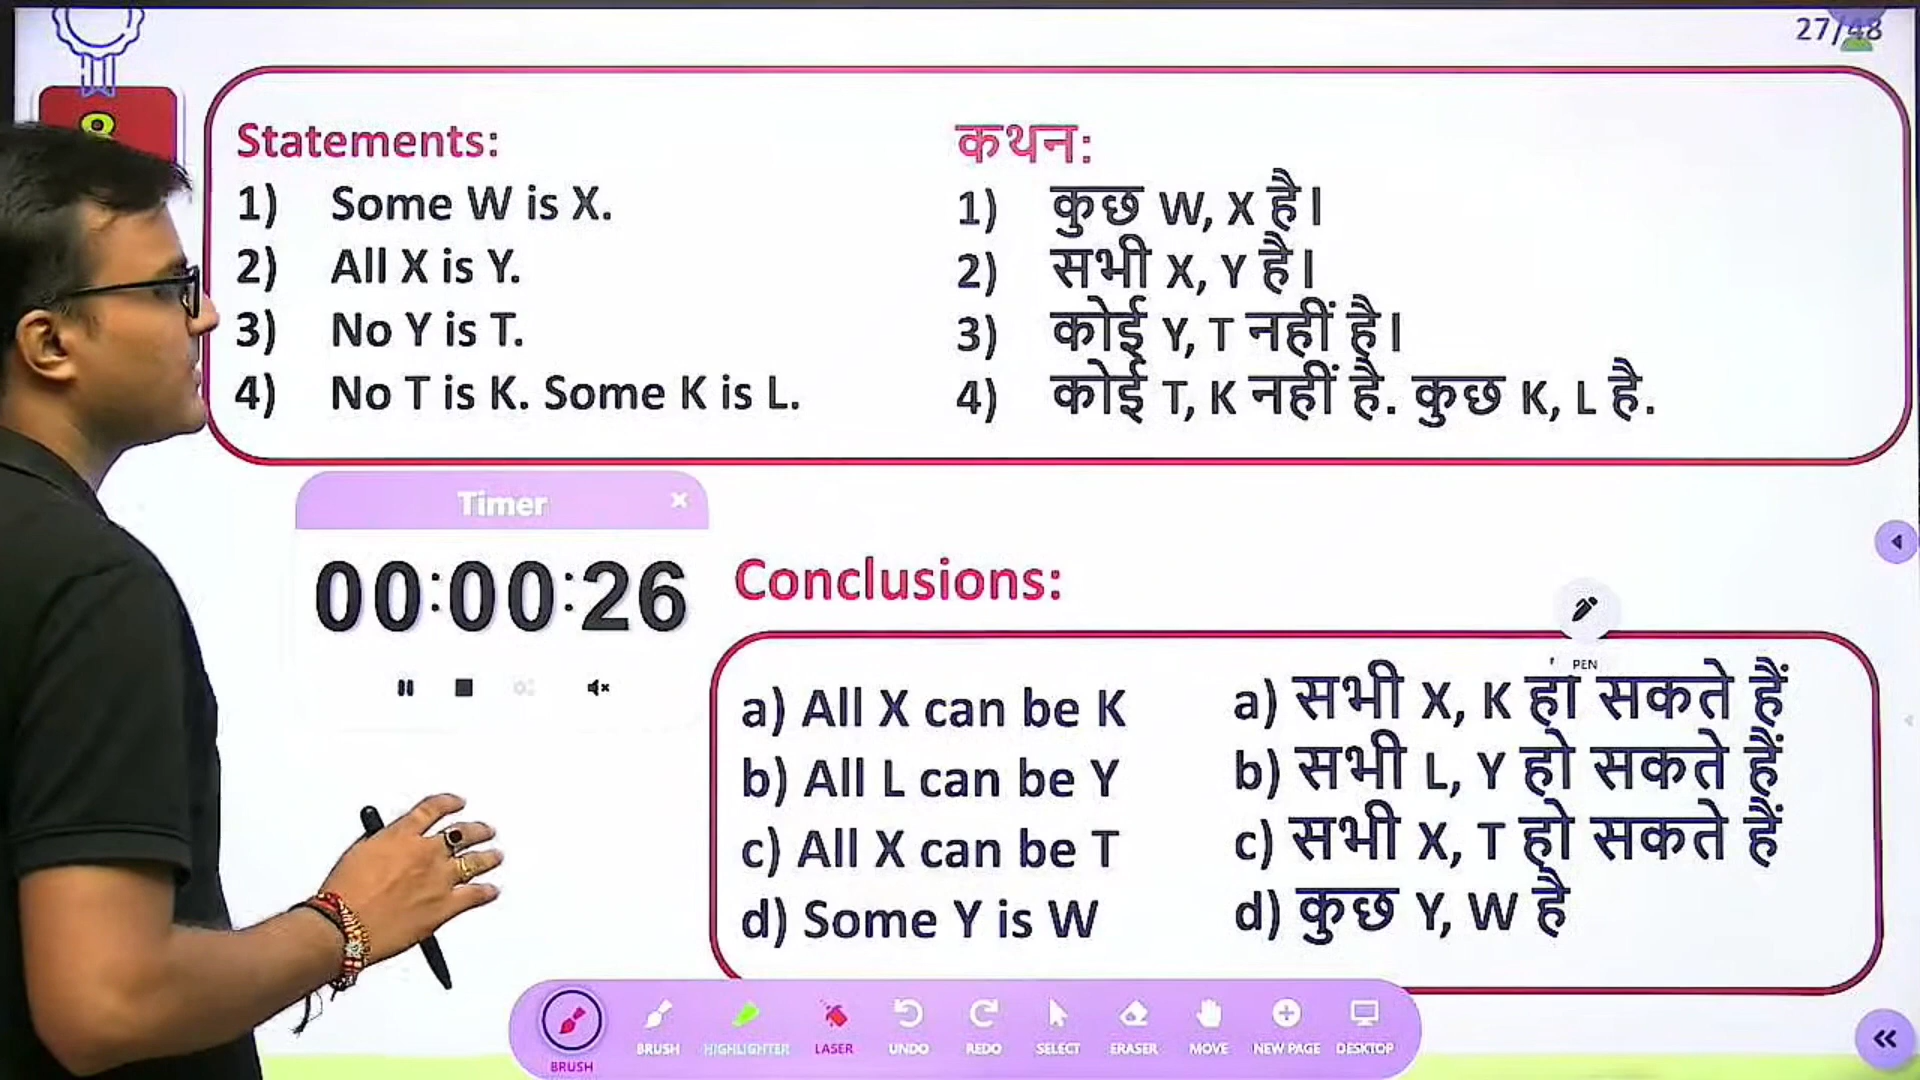 27/48
8
Statements:
1) Some W is X.
2) All X is Y.
3) No Y is T.
4) No T is K. Some K is L.
कथन:
1) कुछ W, X है।
2) सभी X, Y है।
3) कोई Y, T नहीं है।
4) कोई T, K नहीं है. कुछ K, L है.
Timer
00:00:26
Conclusions:
PEN
a) All X can be K
b) All L can be Y
c) All X can be T
d) Some Y is W
a) सभी X, K हो सकते हैं
b) सभी L, Y हो सकते हैं
c) सभी X, T हो सकते हैं
d) कुछ Y, W है
BRUSH
BRUSH
HIGHLIGHTER
LASER
UNDO
REDO
SELECT
ERASER
MOVE
NEW PAGE
DESKTOP